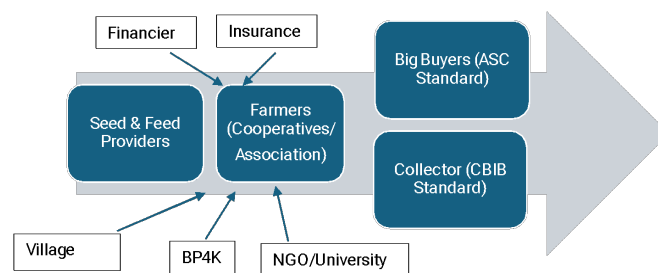 Financier
Insurance
Seed & Feed
Providers
Farmers
(Cooperatives/
Association)
Big Buyers (ASC
Standard)
Collector (CBIB
Standard)
Village
BP4K
NGO/University